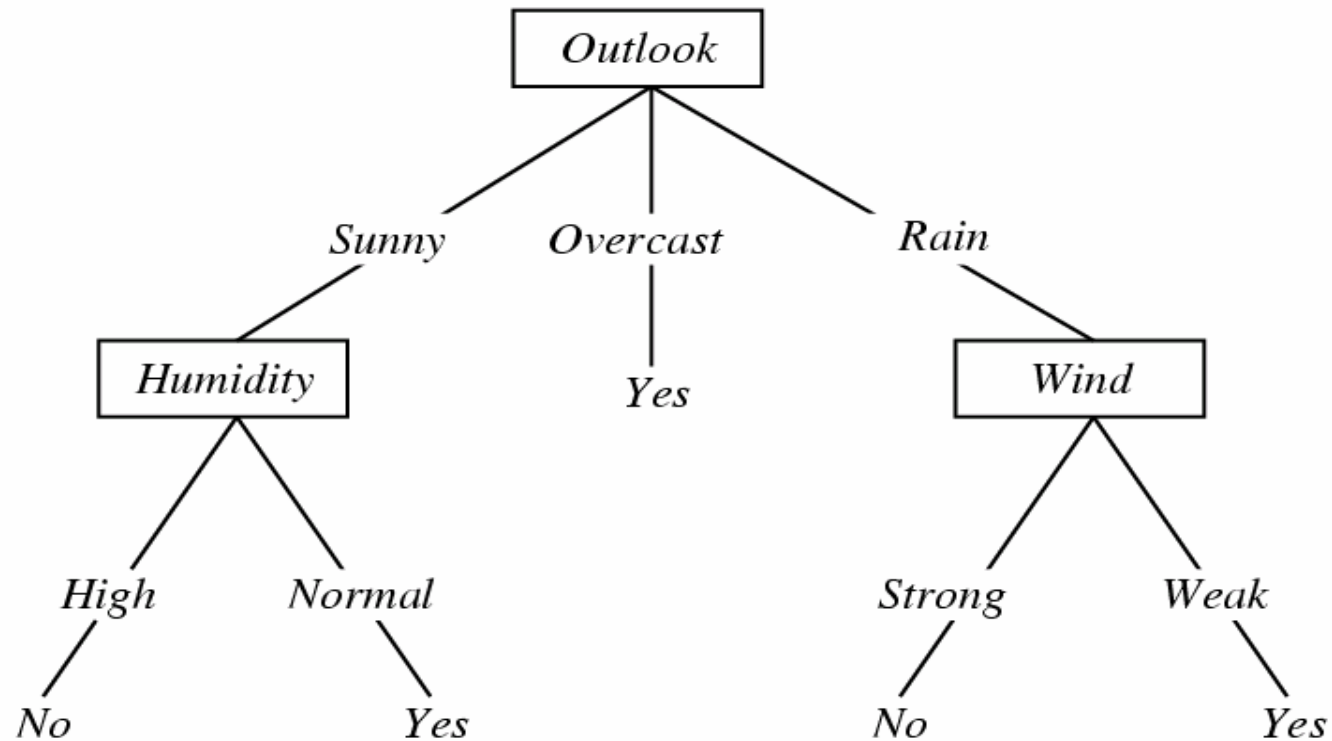 Outlook
Sunny Overcast Rain
Humidity Yes Wind
High Normal Strong Weak
No Yes No Yes